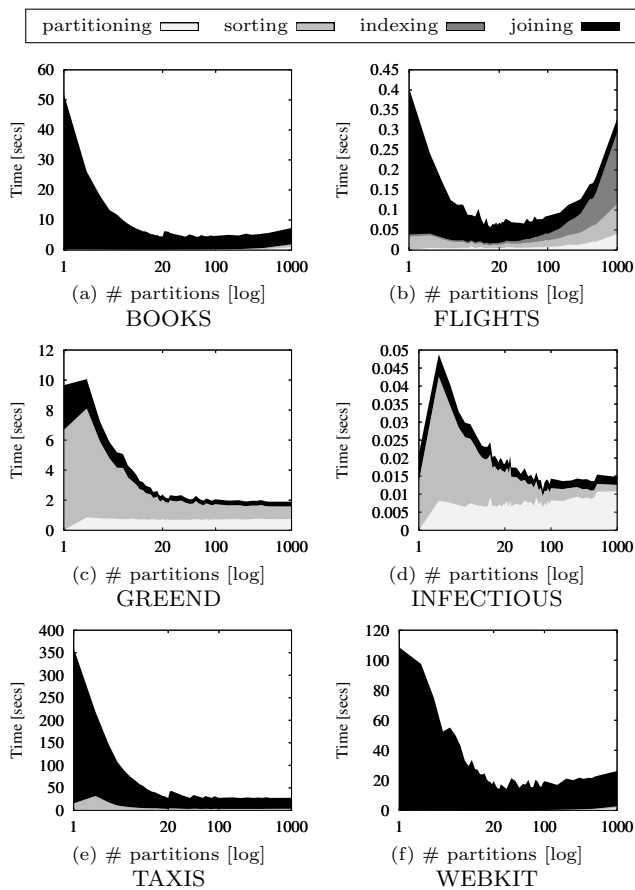 partitioning sorting indexing joining
60
50
40
30
20
10
0
Time [secs]
1 20 100 1000
(a) # partitions [log]
BOOKS
0.45
0.4
0.35
0.3
0.25
0.2
0.15
0.1
0.05
0
Time [secs]
1 20 100 1000
(b) # partitions [log]
FLIGHTS
12
10
8
6
4
2
0
Time [secs]
1 20 100 1000
(c) # partitions [log]
GREEND
0.05
0.045
0.04
0.035
0.03
0.025
0.02
0.015
0.01
0.005
0
Time [secs]
1 20 100 1000
(d) # partitions [log]
INFECTIOUS
400
350
300
250
200
150
100
50
0
Time [secs]
1 20 100 1000
(e) # partitions [log]
TAXIS
120
100
80
60
40
20
0
Time [secs]
1 20 100 1000
(f) # partitions [log]
WEBKIT